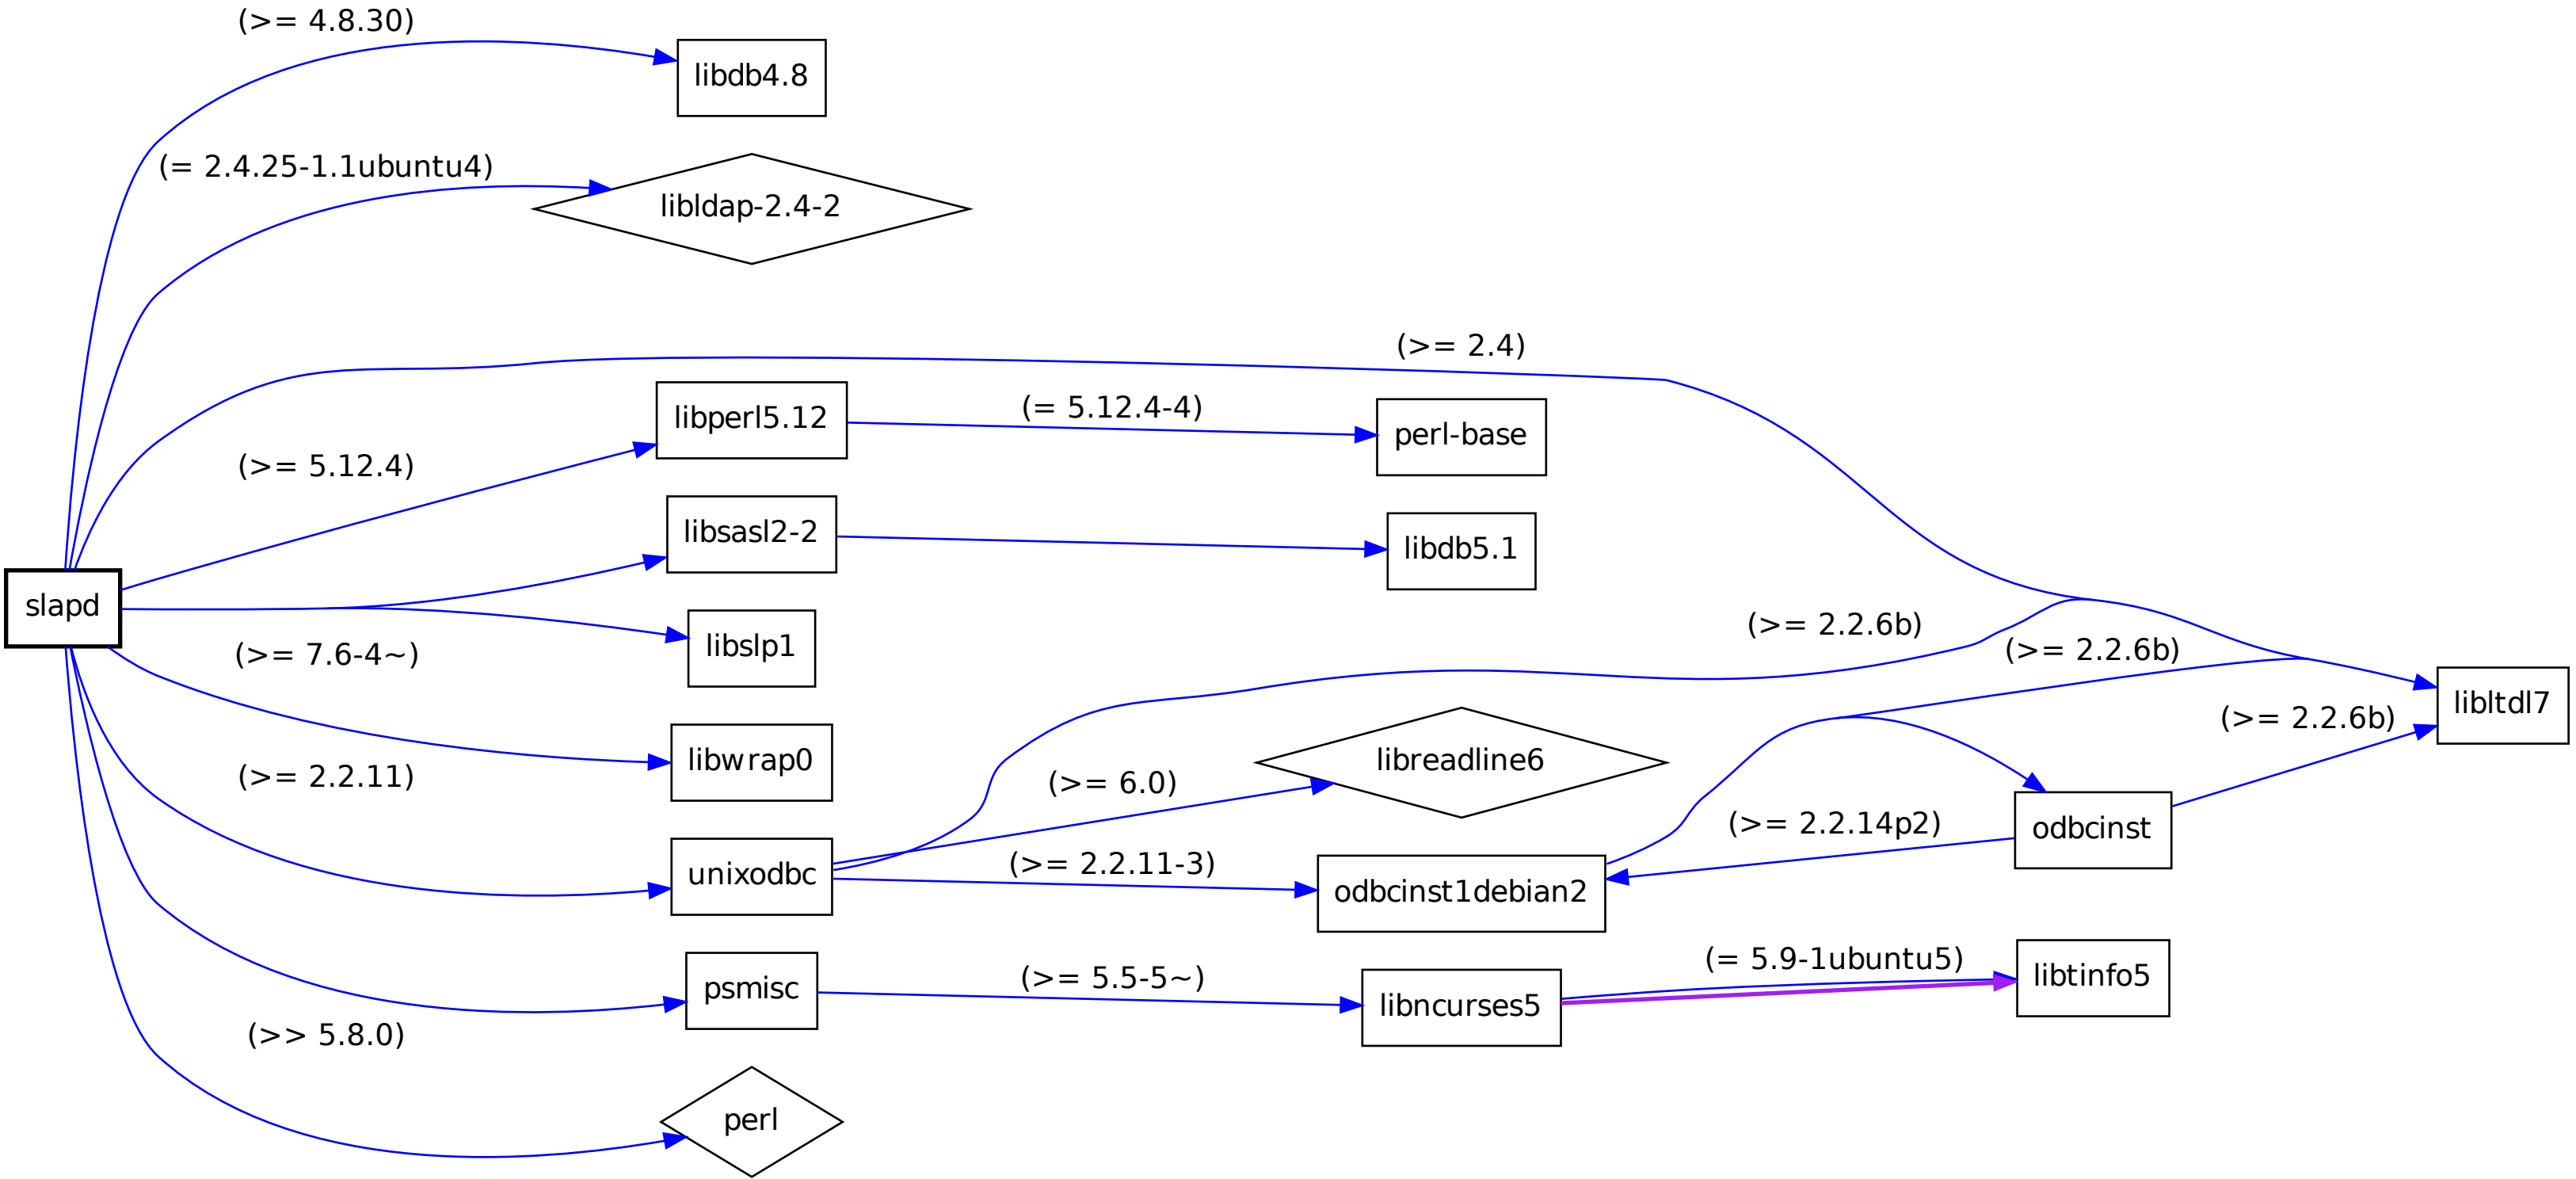 (>= 4.8.30)
libdb4.8
(= 2.4.25-1.1ubuntu4)
libldap-2.4-2
(>= 2.4)
libperl5.12
(= 5.12.4-4)
perl-base
(>= 5.12.4)
libsasl2-2
libdb5.1
slapd
libslp1
(>= 2.2.6b)
(>= 7.6-4~)
(>= 2.2.6b)
libltdl7
(>= 2.2.6b)
libwrap0
libreadline6
(>= 2.2.11)
(>= 6.0)
(>= 2.2.14p2)
odbcinst
unixodbc
(>= 2.2.11-3)
odbcinst1debian2
psmisc
(>= 5.5-5~)
libncurses5
(= 5.9-1ubuntu5)
libtinfo5
(>> 5.8.0)
perl